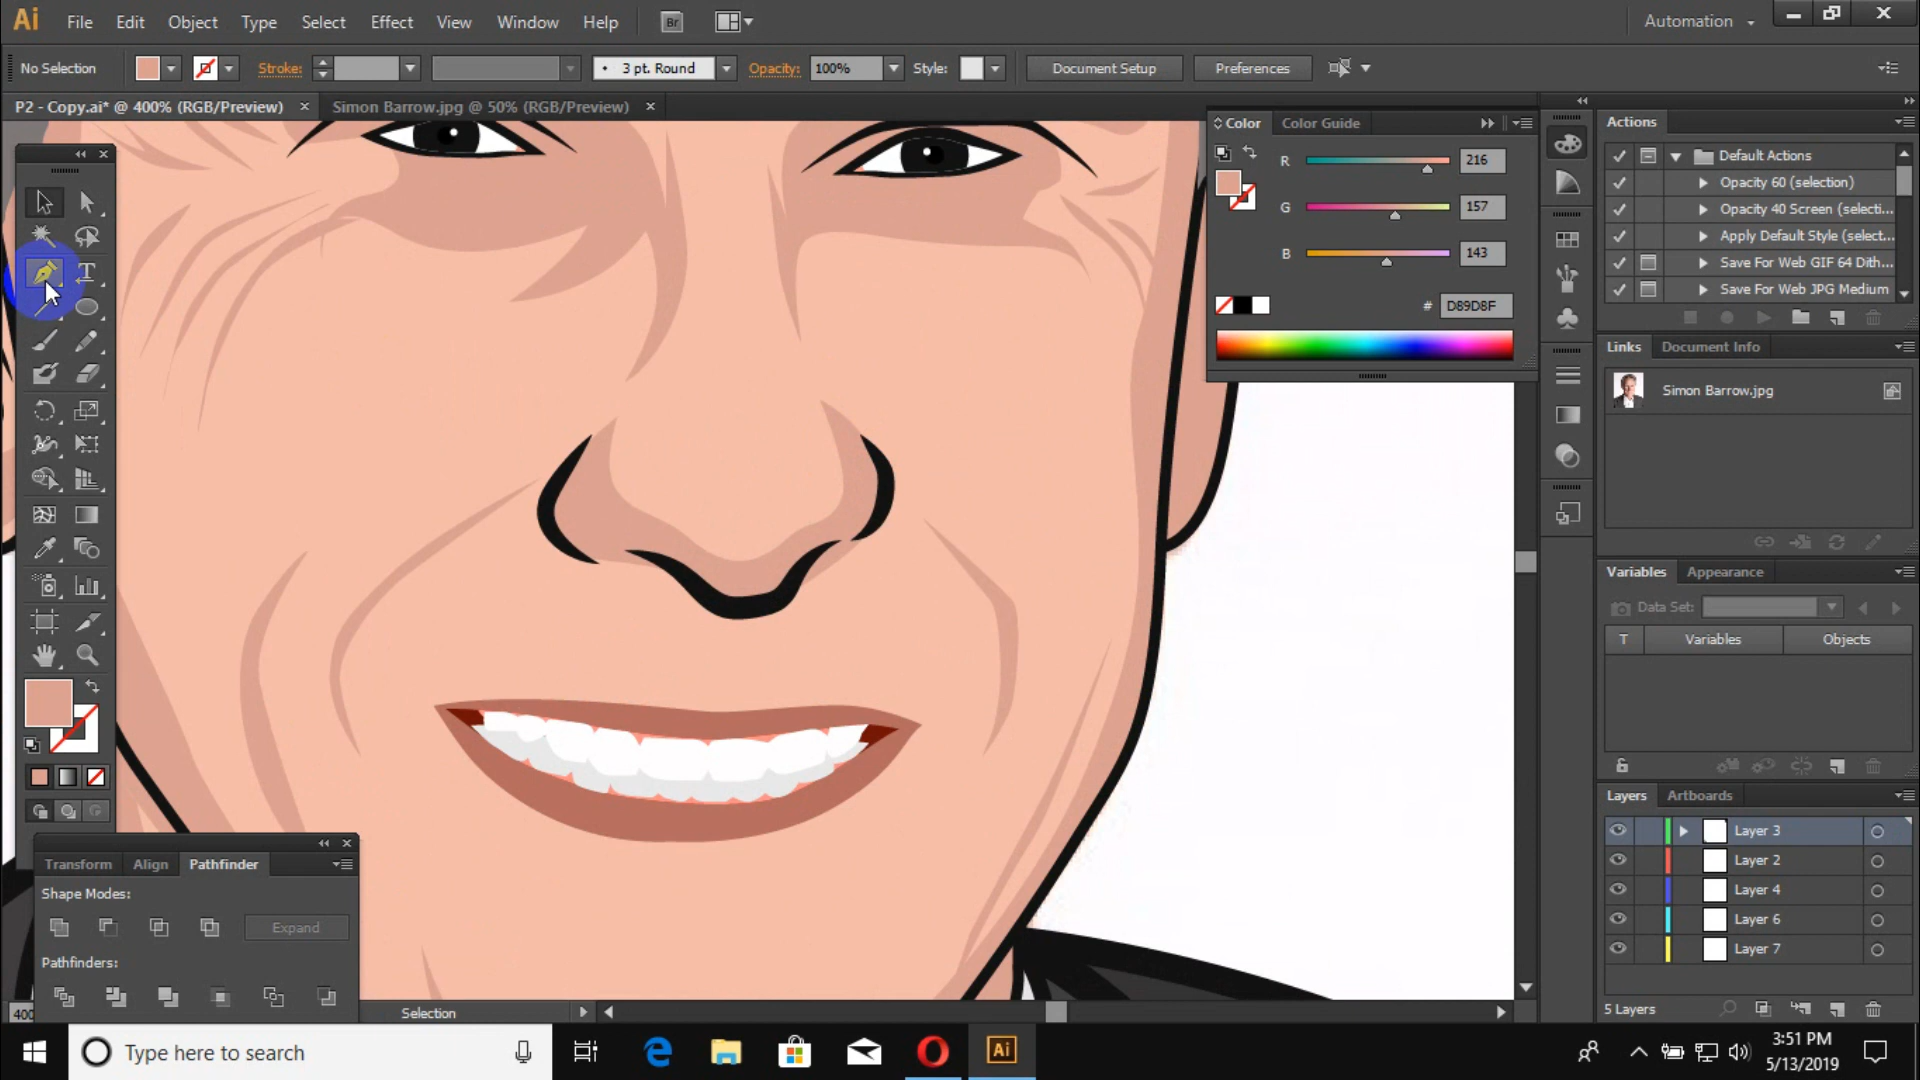 Ai File Edit Object Type Select Effect View Window Help Br Automation
No Selection Stroke: 3 pt. Round Opacity: 100% Style: Document Setup Preferences
P2 - Copy.ai* @ 400% (RGB/Preview) Simon Barrow.jpg @ 50% (RGB/Preview)
Color Color Guide
R 216
G 157
B 143
# D89D8F
Actions
Default Actions
Opacity 60 (selection)
Opacity 40 Screen (selecti...
Apply Default Style (select...
Save For Web GIF 64 Dith...
Save For Web JPG Medium
Links Document Info
Simon Barrow.jpg
Variables Appearance
Data Set:
T Variables Objects
Layers Artboards
Layer 3
Layer 2
Layer 4
Layer 6
Layer 7
5 Layers
T
Transform Align Pathfinder
Shape Modes:
Expand
Pathfinders:
400
Selection
Type here to search
Ai
3:51 PM
5/13/2019